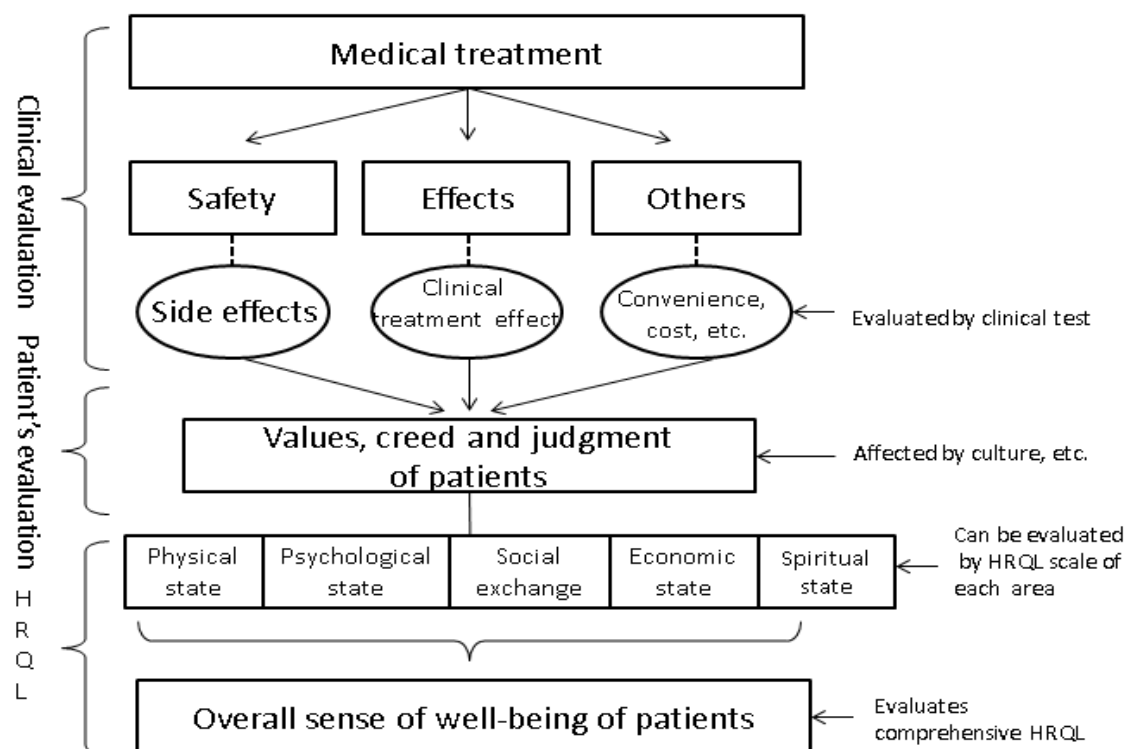 Medical treatment
Clinical evaluation
Safety
Effects
Others
Side effects
Clinical
treatment effect
Convenience,
cost, etc.
Evaluated by clinical test
Patient's evaluation
Values, creed and judgment
of patients
Affected by culture, etc.
HRQL
Physical
state
Psychological
state
Social
exchange
Economic
state
Spiritual
state
Can be evaluated
by HRQL scale of
each area
Overall sense of well-being of patients
Evaluates
comprehensive HRQL